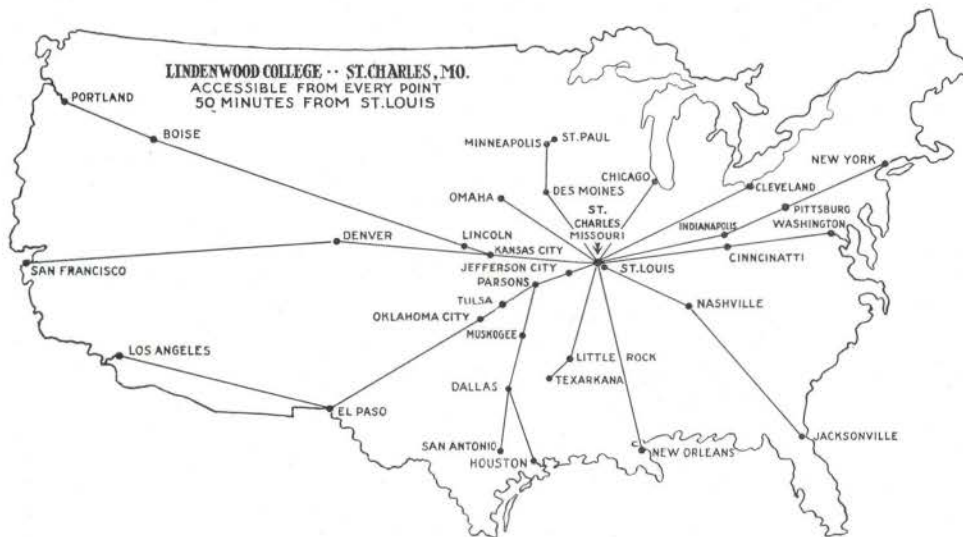 LINDENWOOD COLLEGE ·· ST. CHARLES, MO.
ACCESSIBLE FROM EVERY POINT
50 MINUTES FROM ST. LOUIS
PORTLAND
BOISE
MINNEAPOLIS
ST. PAUL
NEW YORK
CHICAGO
DES MOINES
CLEVELAND
OMAHA
ST.
CHARLES
MISSOURI
PITTSBURG
INDIANAPOLIS
WASHINGTON
DENVER
LINCOLN
KANSAS CITY
CINNCINATTI
SAN FRANCISCO
JEFFERSON CITY
ST. LOUIS
PARSONS
TULSA
NASHVILLE
OKLAHOMA CITY
MUSKOGEE
LOS ANGELES
LITTLE ROCK
TEXARKANA
DALLAS
EL PASO
JACKSONVILLE
SAN ANTONIO
NEW ORLEANS
HOUSTON